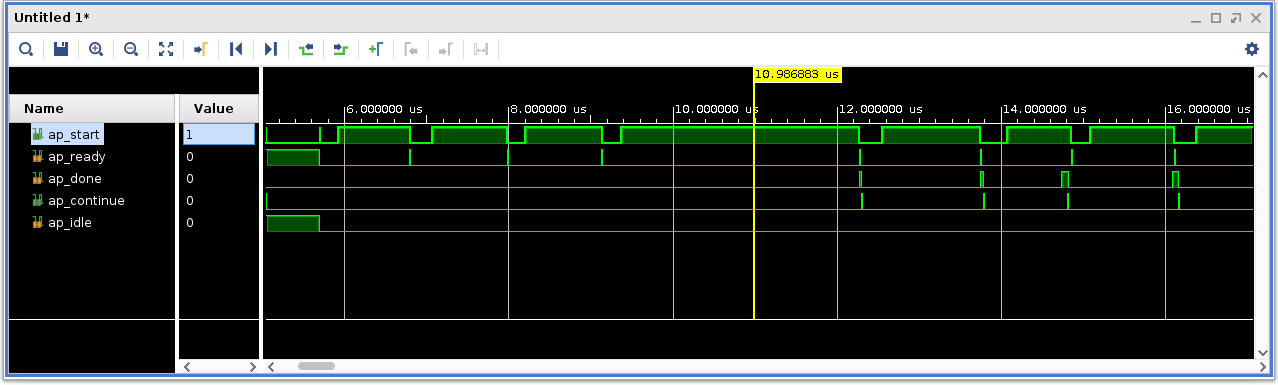 Untitled 1*
10.986883 us
Name Value
6.000000 us 8.000000 us 10.000000 us 12.000000 us 14.000000 us 16.000000 us
ap_start 1
ap_ready 0
ap_done 0
ap_continue 0
ap_idle 0